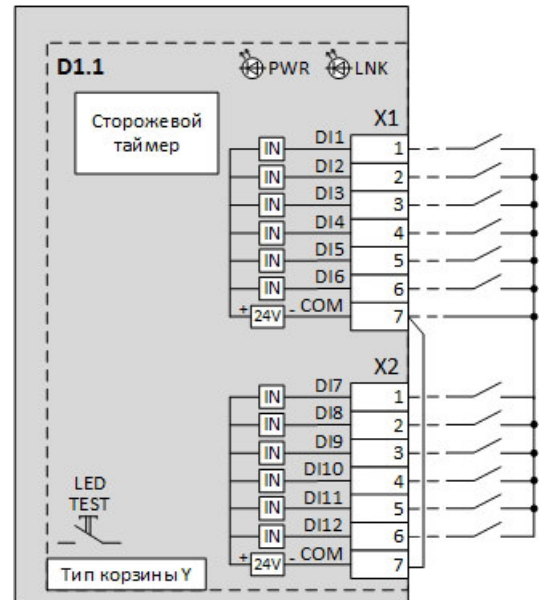 D1.1 PWR LNK
Сторожевой
таймер
X1
IN DI1 1
IN DI2 2
IN DI3 3
IN DI4 4
IN DI5 5
IN DI6 6
+ 24V - COM 7
X2
IN DI7 1
IN DI8 2
IN DI9 3
IN DI10 4
IN DI11 5
IN DI12 6
+ 24V - COM 7
LED
TEST
Тип корзины Y